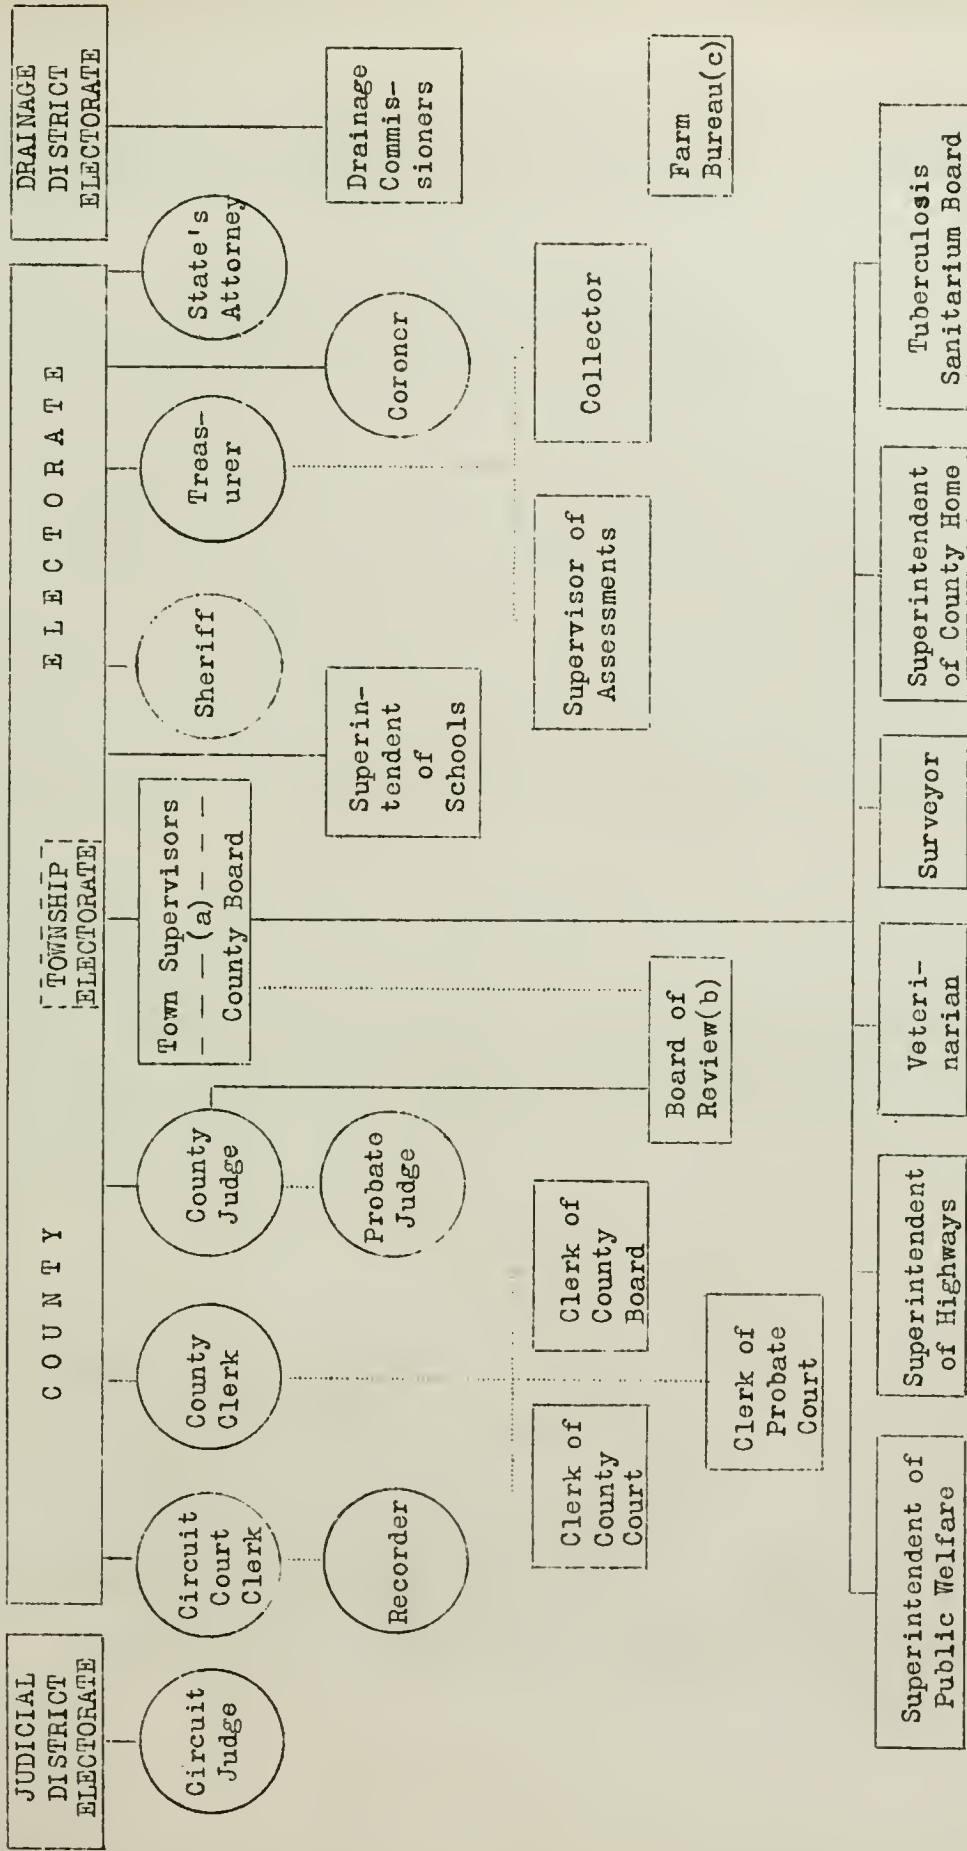 JUDICIAL
DISTRICT
ELECTORATE
C O U N T Y
TOWNSHIP
ELECTORATE
E L E C T O R A T E
DRAINAGE
DISTRICT
ELECTORATE
Circuit
Judge
Circuit
Court
Clerk
County
Clerk
County
Judge
Town Supervisors
(a)
County Board
Sheriff
Treas-
urer
State's
Attorney
Recorder
Probate
Judge
Superin-
tendent
of
Schools
Coroner
Drainage
Commis-
sioners
Clerk of
County
Court
Clerk of
County
Board
Supervisor of
Assessments
Collector
Clerk of
Probate
Court
Board of
Review(b)
Farm
Bureau(c)
Superintendent of
Public Welfare
Superintendent
of Highways
Veteri-
narian
Surveyor
Superintendent
of County Home
Tuberculosis
Sanitarium Board